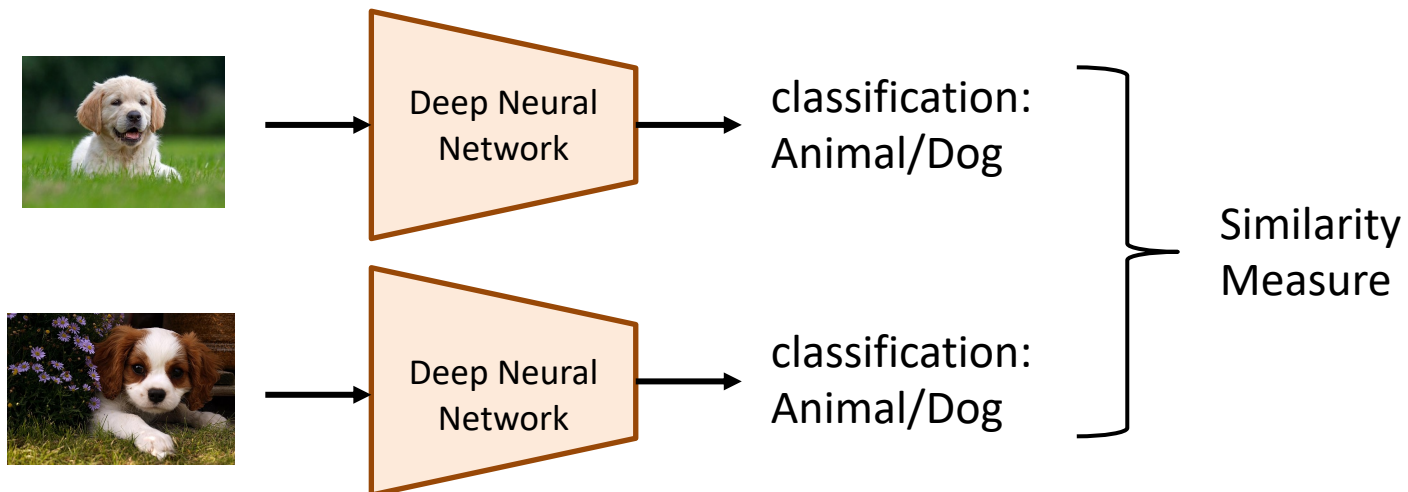 Deep Neural
Network
classification:
Animal/Dog
Deep Neural
Network
classification:
Animal/Dog
Similarity
Measure